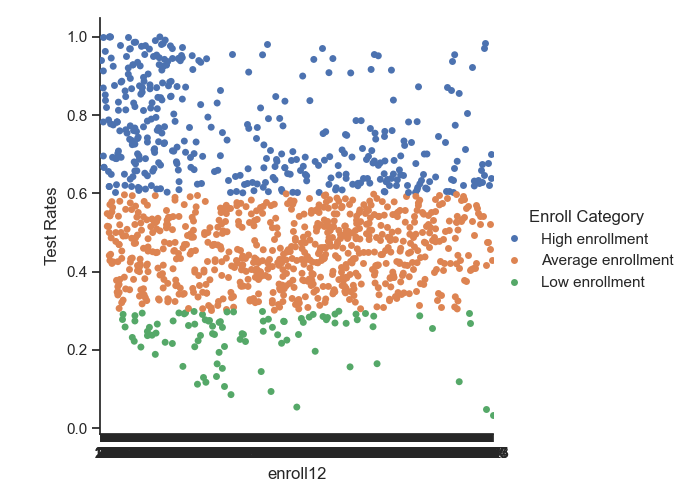 1.0
0.8
0.6
0.4
0.2
0.0
Test Rates
enroll12
Enroll Category
High enrollment
Average enrollment
Low enrollment